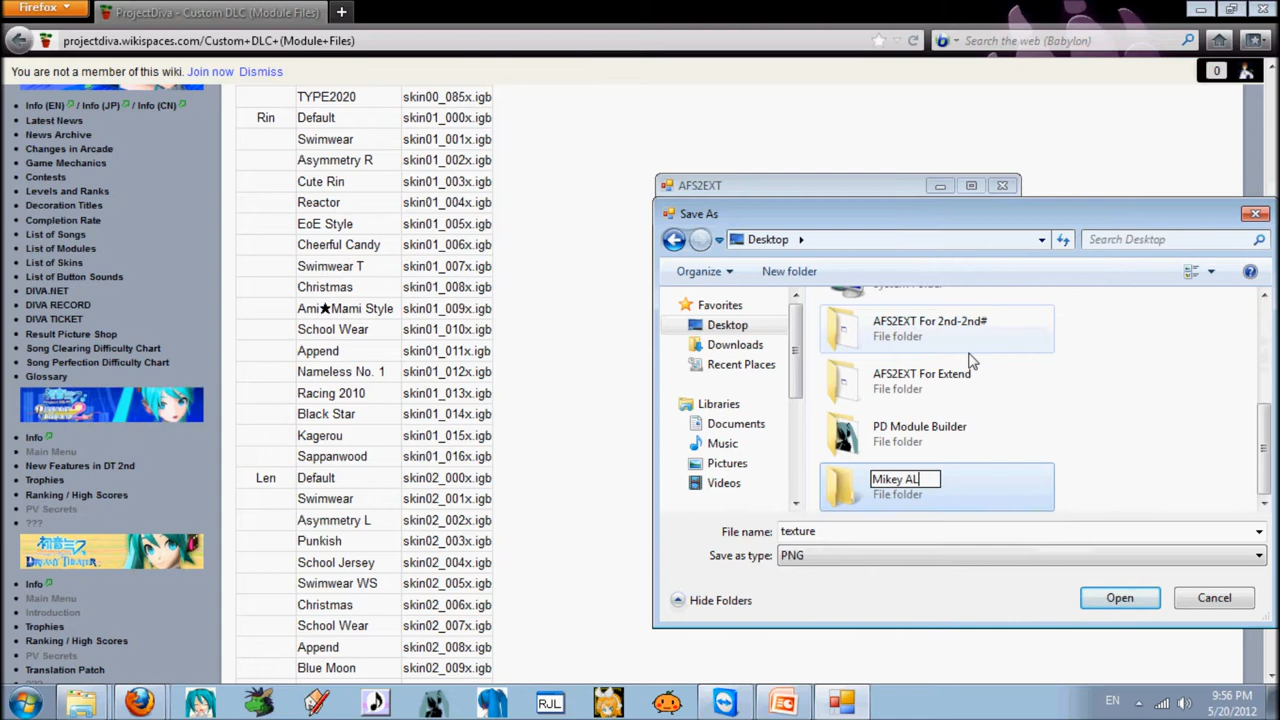 Firefox
ProjectDiva - Custom DLC (Module Files)
projectdiva.wikispaces.com/Custom+DLC+(Module+Files)
Search the web (Babylon)
You are not a member of this wiki. Join now Dismiss
0
Info (EN) / Info (JP) / Info (CN)
Latest News
News Archive
Changes in Arcade
Game Mechanics
Contests
Levels and Ranks
Decoration Titles
Completion Rate
List of Songs
List of Modules
List of Skins
List of Button Sounds
DIVA.NET
DIVA RECORD
DIVA TICKET
Result Picture Shop
Song Clearing Difficulty Chart
Song Perfection Difficulty Chart
Glossary
Info
Main Menu
New Features in DT 2nd
Trophies
Ranking / High Scores
PV Secrets
???
DREAMY THEATER
Info
Main Menu
Introduction
Trophies
Ranking / High Scores
PV Secrets
Translation Patch
TYPE2020 skin00_085x.igb
Rin Default skin01_000x.igb
Swimwear skin01_001x.igb
Asymmetry R skin01_002x.igb
Cute Rin skin01_003x.igb
Reactor skin01_004x.igb
EoE Style skin01_005x.igb
Cheerful Candy skin01_006x.igb
Swimwear T skin01_007x.igb
Christmas skin01_008x.igb
Ami★Mami Style skin01_009x.igb
School Wear skin01_010x.igb
Append skin01_011x.igb
Nameless No. 1 skin01_012x.igb
Racing 2010 skin01_013x.igb
Black Star skin01_014x.igb
Kagerou skin01_015x.igb
Sappanwood skin01_016x.igb
Len Default skin02_000x.igb
Swimwear skin02_001x.igb
Asymmetry L skin02_002x.igb
Punkish skin02_003x.igb
School Jersey skin02_004x.igb
Swimwear WS skin02_005x.igb
Christmas skin02_006x.igb
School Wear skin02_007x.igb
Append skin02_008x.igb
Blue Moon skin02_009x.igb
AFS2EXT
Save As
Desktop
Search Desktop
Organize
New folder
Favorites
Desktop
Downloads
Recent Places
Libraries
Documents
Music
Pictures
Videos
System Folder
AFS2EXT For 2nd-2nd#
File folder
AFS2EXT For Extend
File folder
PD Module Builder
File folder
Mikey AL
File folder
File name: texture
Save as type: PNG
Hide Folders
Open
Cancel
RJL
EN
9:56 PM
5/20/2012